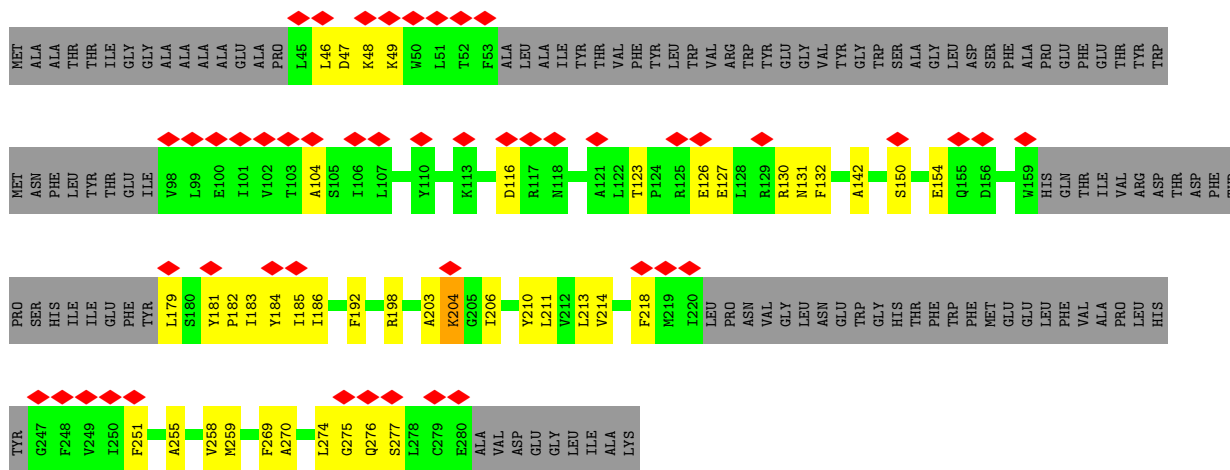 MET ALA ALA THR THR ILE GLY GLY ALA ALA ALA ALA GLU ALA PRO L45 L46 D47 K48 K49 W50 L51 T52 F53 ALA LEU ALA ILE TYR THR VAL PHE TYR LEU TRP VAL ARG TRP TYR GLU GLY VAL TYR GLY TRP SER ALA GLY LEU ASP SER PHE ALA PRO GLU PHE GLU THR TYR TRP
MET ASN PHE LEU TYR THR GLU ILE V98 L99 E100 I101 V102 T103 A104 S105 I106 L107 Y110 K113 D116 R117 N118 A121 L122 T123 P124 R125 E126 E127 L128 R129 R130 N131 F132 A142 S150 E154 Q155 D156 W159 HIS GLN THR ILE VAL ARG ASP THR ASP PHE
PRO SER HIS ILE ILE GLU PHE TYR L179 S180 Y181 P182 I183 Y184 I185 I186 F192 R198 A203 K204 G205 I206 Y210 L211 V212 L213 V214 F218 M219 I220 LEU PRO ASN VAL GLY LEU ASN GLU TRP GLY HIS THR PHE TRP PHE MET GLU GLU LEU PHE VAL ALA PRO LEU HIS
TYR G247 F248 V249 I250 F251 A255 V258 M259 F269 A270 L274 G275 Q276 S277 L278 C279 E280 ALA VAL ASP GLU GLY LEU ILE ALA LYS